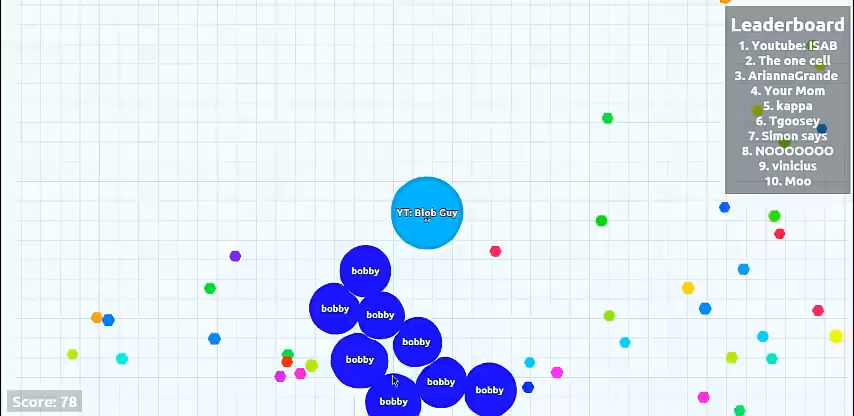 Leaderboard
1. Youtube: ISAB
2. The one cell
3. AriannaGrande
4. Your Mom
5. kappa
6. Tgoosey
7. Simon says
8. NOOOOOOO
9. vinicius
10. Moo
YT: Blob Guy
bobby
bobby
bobby
bobby
bobby
bobby
bobby
bobby
Score: 78